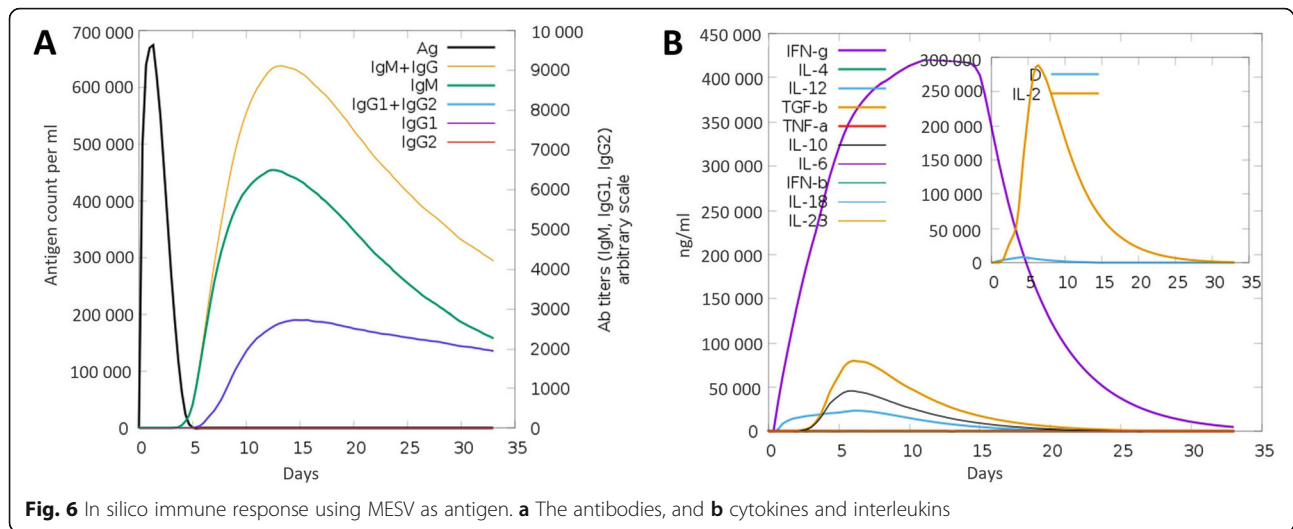 A
700 000
600 000
500 000
400 000
300 000
200 000
100 000
0
Antigen count per ml
10 000
9000
8000
7000
6000
5000
4000
3000
2000
1000
0
Ab titers (IgM, IgG1, IgG2)
arbitrary scale
Ag
IgM+IgG
IgM
IgG1+IgG2
IgG1
IgG2
0 5 10 15 20 25 30 35
Days
B
450 000
400 000
350 000
300 000
250 000
200 000
150 000
100 000
50 000
0
ng/ml
IFN-g
IL-4
IL-12
TGF-b
TNF-a
IL-10
IL-6
IFN-b
IL-18
IL-23
300 000
250 000
200 000
150 000
100 000
50 000
0
D
IL-2
0 5 10 15 20 25 30 35
0 5 10 15 20 25 30 35
Days
Fig. 6 In silico immune response using MESV as antigen. a The antibodies, and b cytokines and interleukins